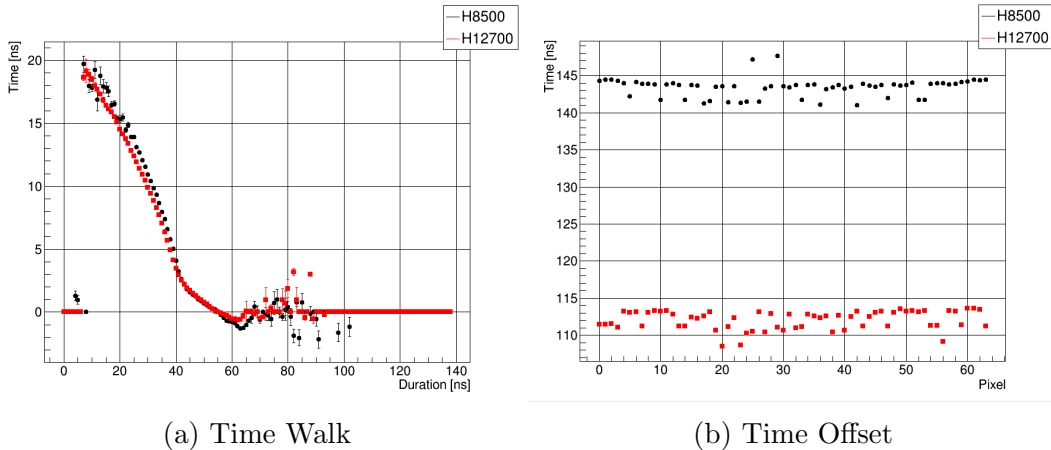 H8500
H12700
Time [ns]
20
15
10
5
0
0 20 40 60 80 100 120 140
Duration [ns]
(a) Time Walk
H8500
H12700
Time [ns]
145
140
135
130
125
120
115
110
0 10 20 30 40 50 60
Pixel
(b) Time Offset